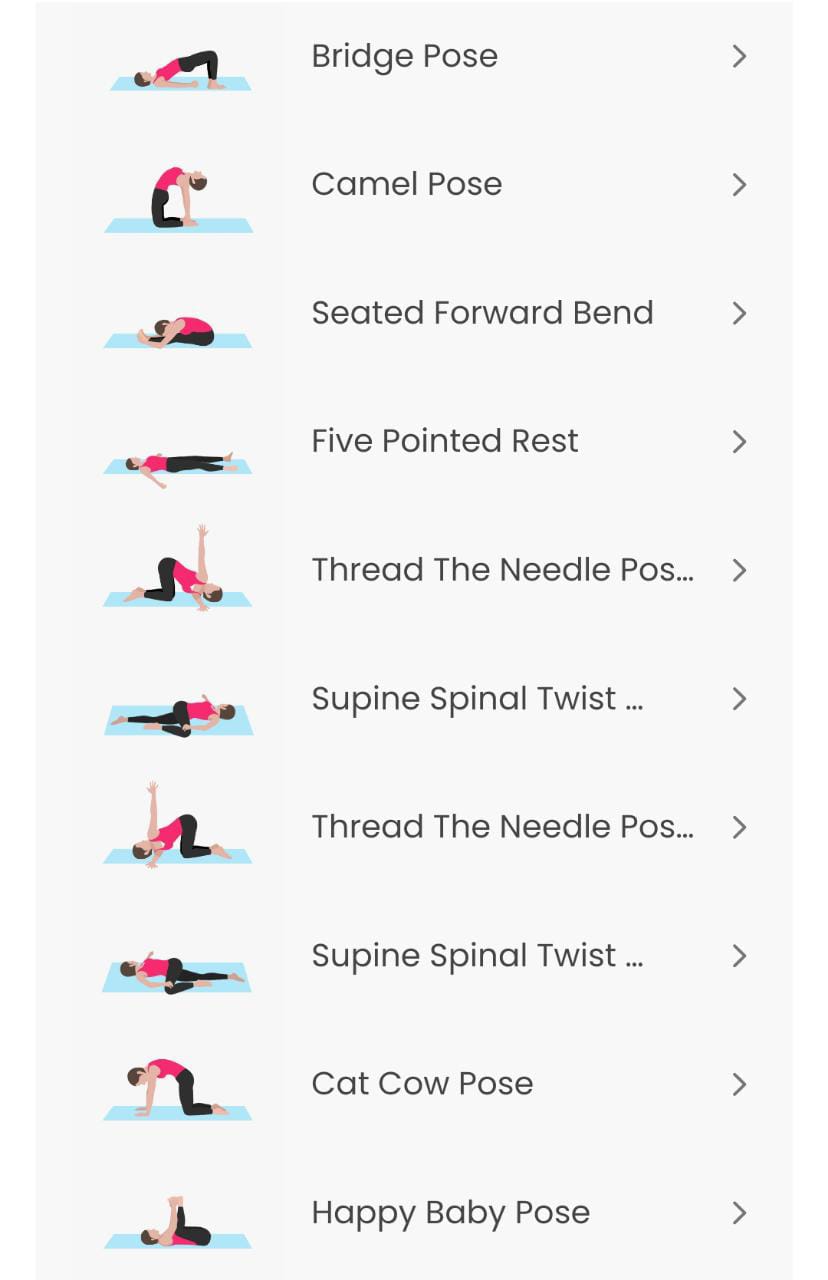 Bridge Pose
Camel Pose
Seated Forward Bend
Five Pointed Rest
Thread The Needle Pos...
Supine Spinal Twist ...
Thread The Needle Pos...
Supine Spinal Twist ...
Cat Cow Pose
Happy Baby Pose